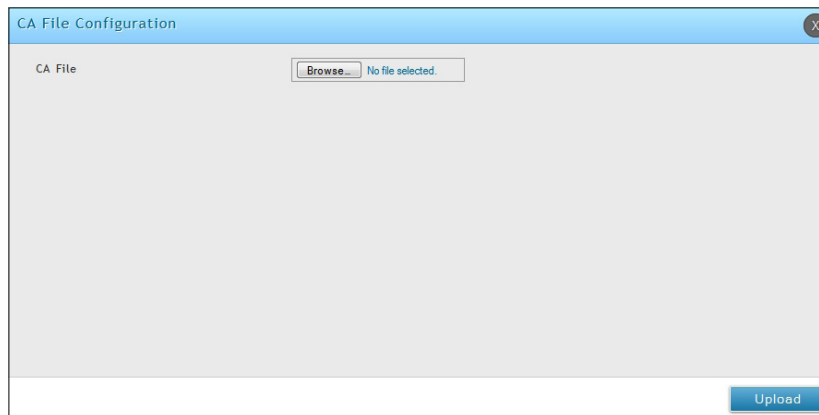 CA File Configuration
X
CA File
Browse... No file selected.
Upload